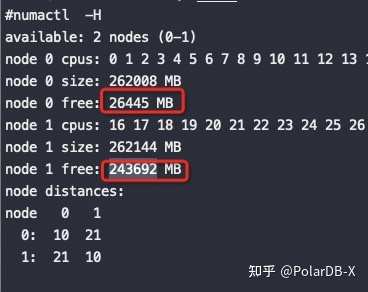 #numactl  -H
available: 2 nodes (0-1)
node 0 cpus: 0 1 2 3 4 5 6 7 8 9 10 11 12 13
node 0 size: 262008 MB
node 0 free: 26445 MB
node 1 cpus: 16 17 18 19 20 21 22 23 24 25 26
node 1 size: 262144 MB
node 1 free: 243692 MB
node distances:
node   0   1
  0:  10  21
  1:  21  10
知乎 @PolarDB-X